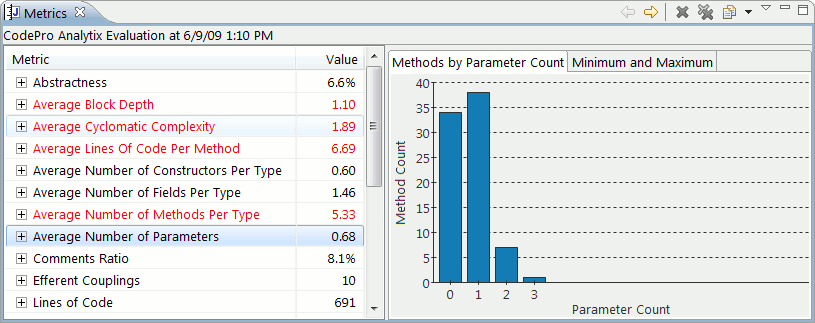 Metrics
CodePro Analytix Evaluation at 6/9/09 1:10 PM
Metric Value
Abstractness 6.6%
Average Block Depth 1.10
Average Cyclomatic Complexity 1.89
Average Lines Of Code Per Method 6.69
Average Number of Constructors Per Type 0.60
Average Number of Fields Per Type 1.46
Average Number of Methods Per Type 5.33
Average Number of Parameters 0.68
Comments Ratio 8.1%
Efferent Couplings 10
Lines of Code 691
Methods by Parameter Count Minimum and Maximum
Method Count
40
35
30
25
20
15
10
5
0
0 1 2 3
Parameter Count